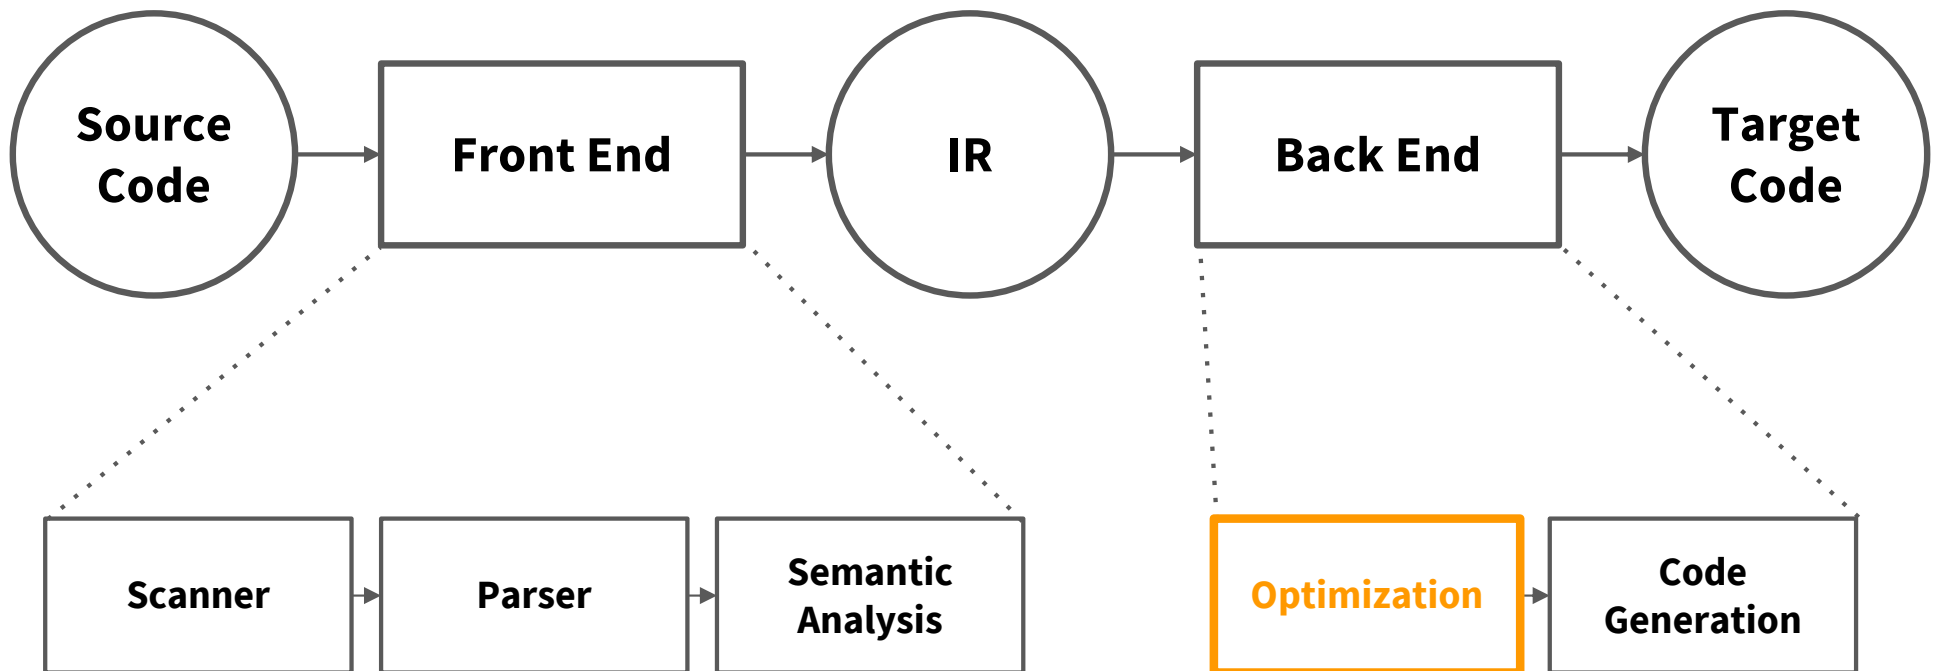 Source
Code
Front End
IR
Back End
Target
Code
Scanner
Parser
Semantic
Analysis
Optimization
Code
Generation